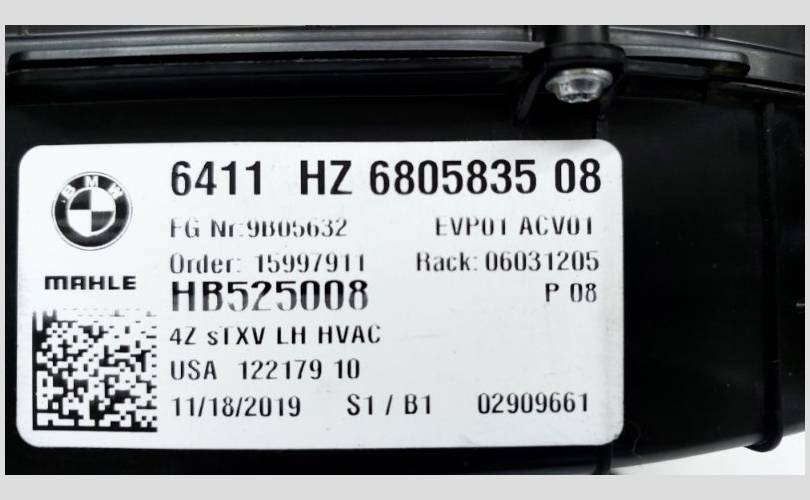 BMW
6411 HZ 6805835 08
FG Nr:9B05632 EVP01 ACV01
Order: 15997911 Rack: 06031205
MAHLE
HB525008 P 08
4Z sTXV LH HVAC
USA 122179 10
11/18/2019 S1 / B1 02909661